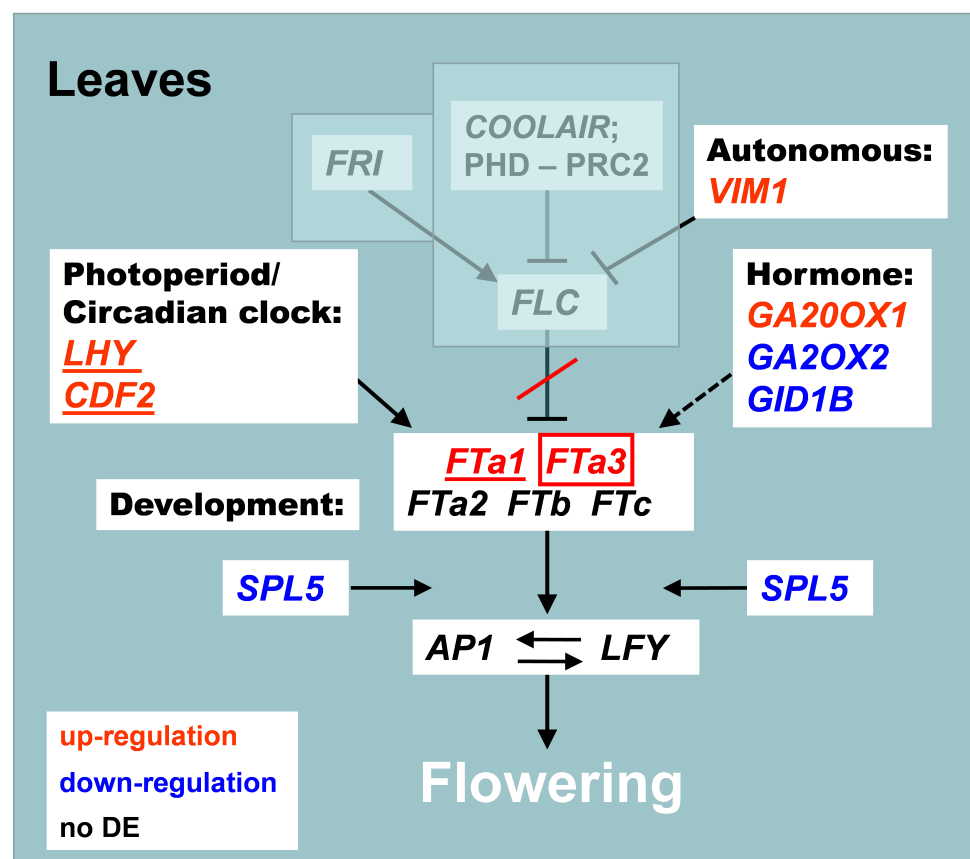 Leaves
FRI
COOLAIR;
PHD – PRC2
Autonomous:
VIM1
Photoperiod/
Circadian clock:
LHY
CDF2
FLC
Hormone:
GA20OX1
GA2OX2
GID1B
FTa1 FTa3
FTa2 FTb FTc
Development:
SPL5
SPL5
AP1 LFY
up-regulation
down-regulation
no DE
Flowering